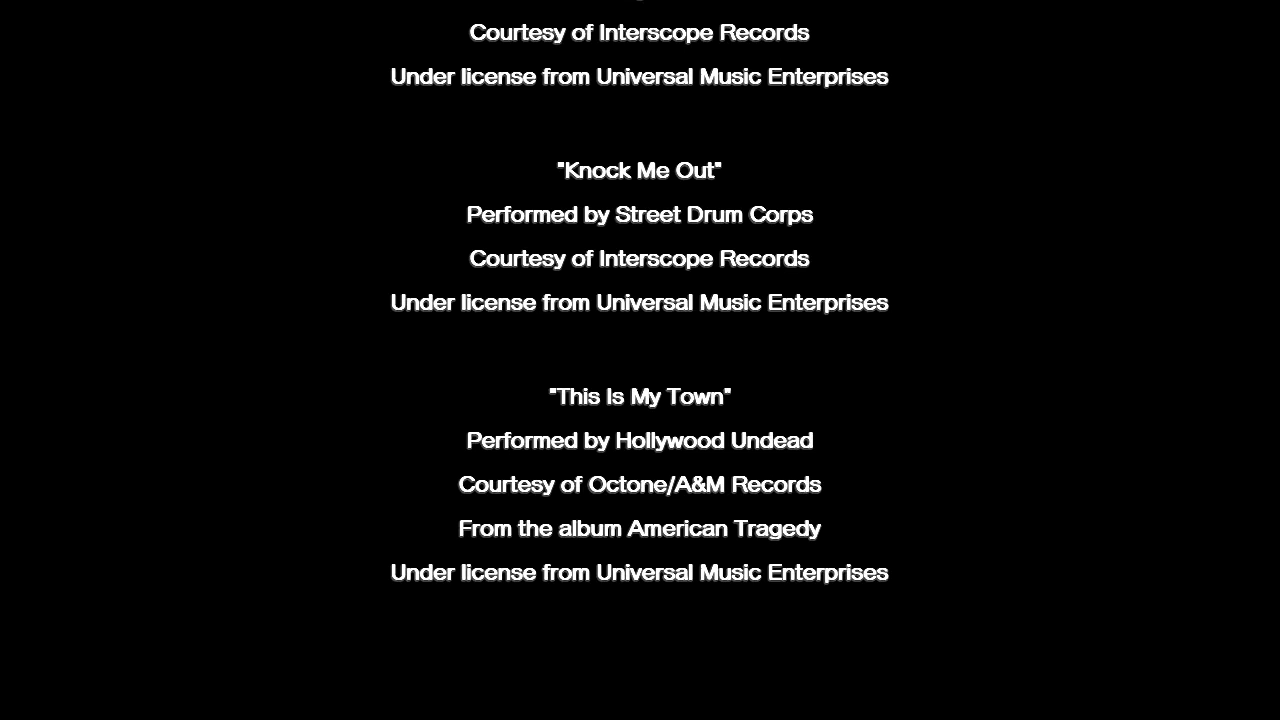 Courtesy of Interscope Records
Under license from Universal Music Enterprises
"Knock Me Out"
Performed by Street Drum Corps
Courtesy of Interscope Records
Under license from Universal Music Enterprises
"This Is My Town"
Performed by Hollywood Undead
Courtesy of Octone/A&M Records
From the album American Tragedy
Under license from Universal Music Enterprises